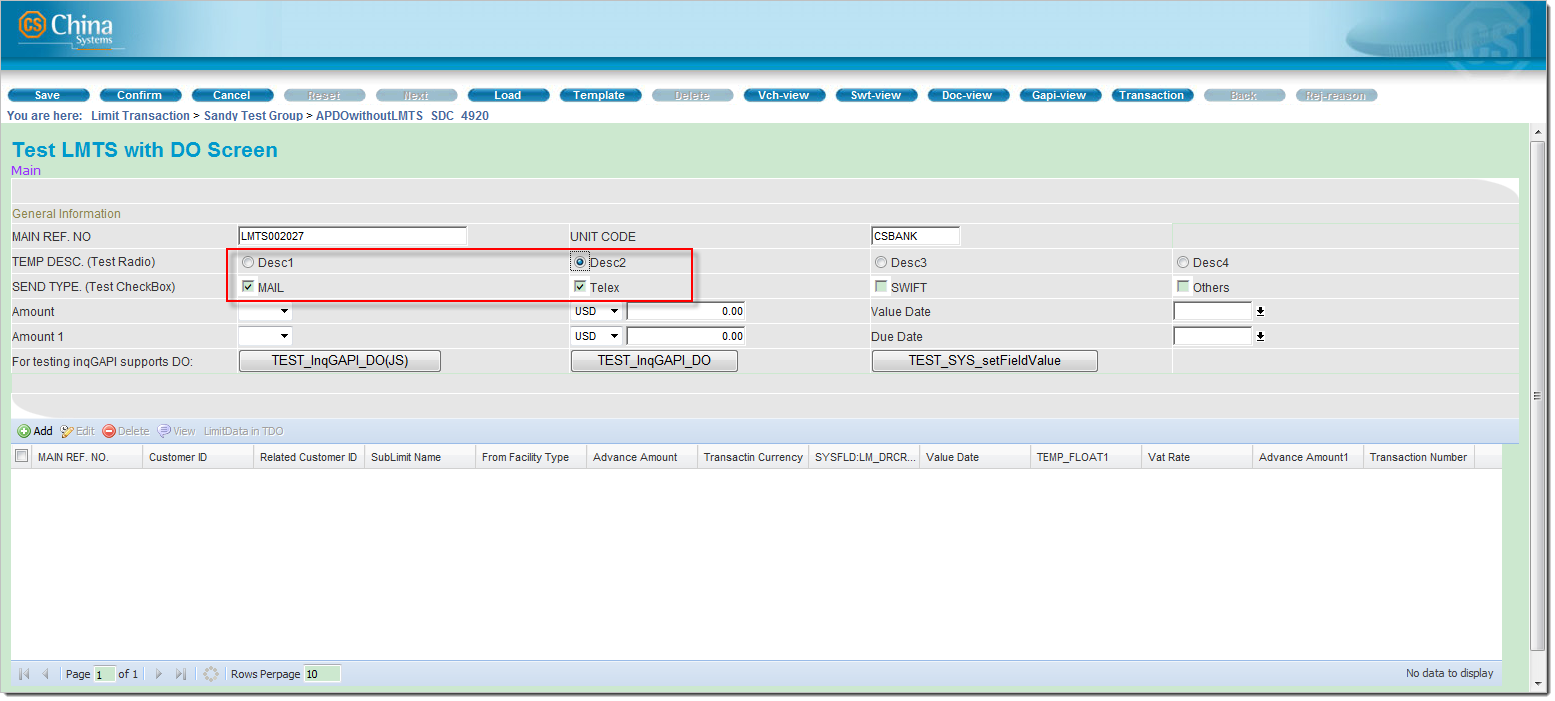 CS China Systems
CSI
Save Confirm Cancel Reset Next Load Template Delete Vch-view Swt-view Doc-view Gapi-view Transaction Back Rej-reason
You are here: Limit Transaction > Sandy Test Group > APDOwithoutLMTS SDC 4920
Test LMTS with DO Screen
Main
General Information
MAIN REF. NO LMTS002027 UNIT CODE CSBANK
TEMP DESC. (Test Radio) Desc1 Desc2 Desc3 Desc4
SEND TYPE. (Test CheckBox) MAIL Telex SWIFT Others
Amount USD 0.00 Value Date
Amount 1 USD 0.00 Due Date
For testing inqGAPI supports DO: TEST_InqGAPI_DO(JS) TEST_InqGAPI_DO TEST_SYS_setFieldValue
Add Edit Delete View LimitData in TDO
MAIN REF. NO. Customer ID Related Customer ID SubLimit Name From Facility Type Advance Amount Transactin Currency SYSFLD:LM_DRCR... Value Date TEMP_FLOAT1 Vat Rate Advance Amount1 Transaction Number
Page 1 of 1 Rows Perpage 10 No data to display